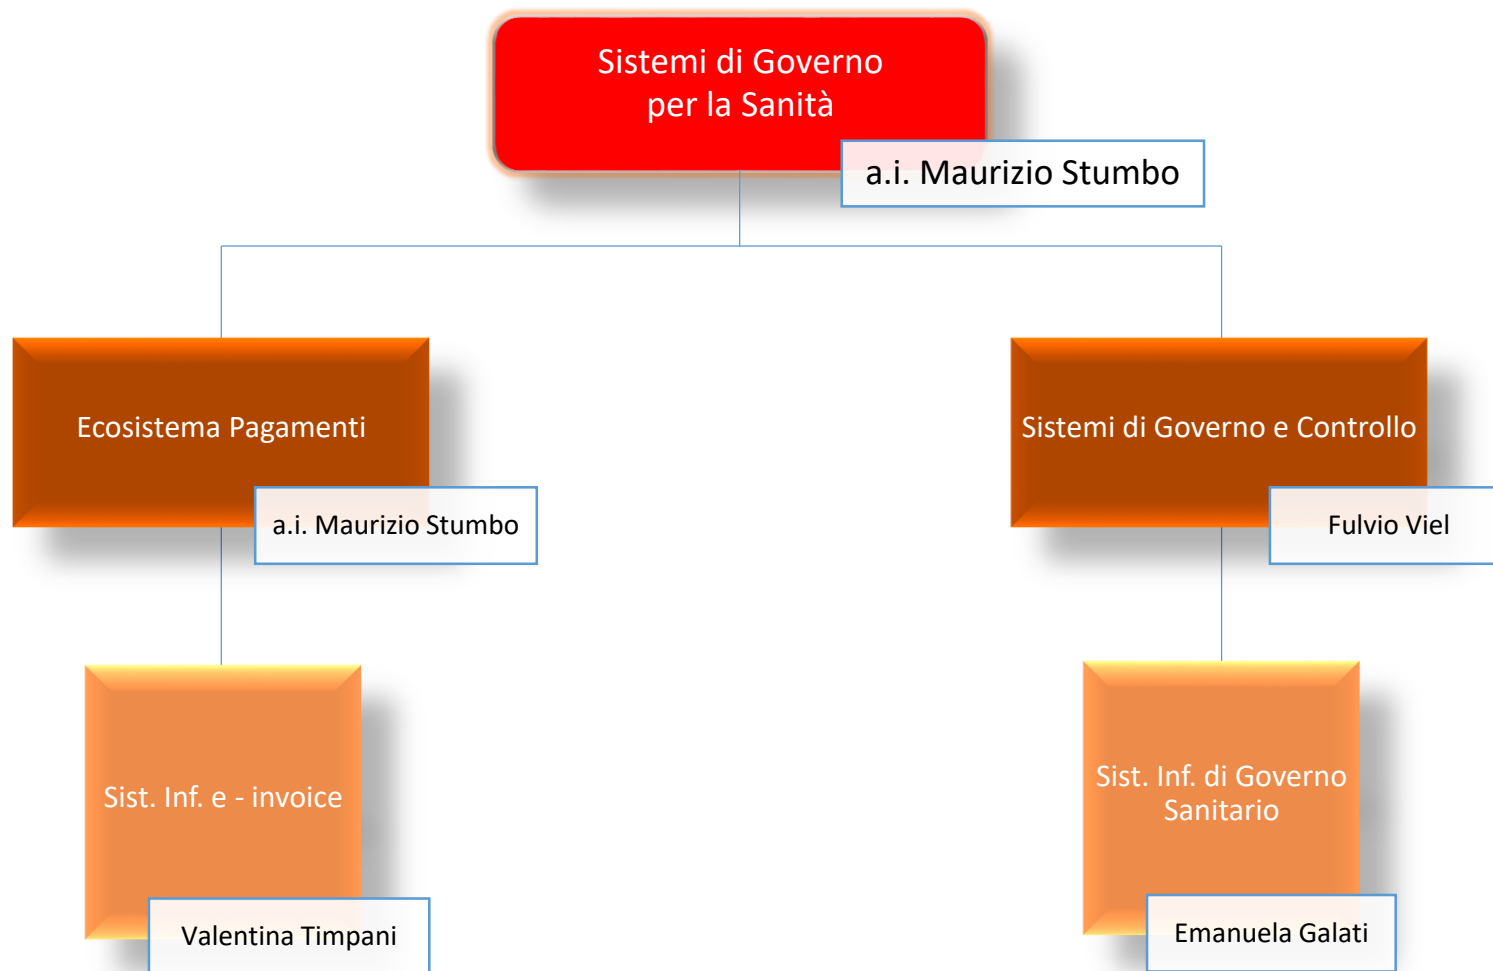 Sistemi di Governo
per la Sanità
a.i. Maurizio Stumbo
Ecosistema Pagamenti
a.i. Maurizio Stumbo
Sistemi di Governo e Controllo
Fulvio Viel
Sist. Inf. e - invoice
Valentina Timpani
Sist. Inf. di Governo
Sanitario
Emanuela Galati